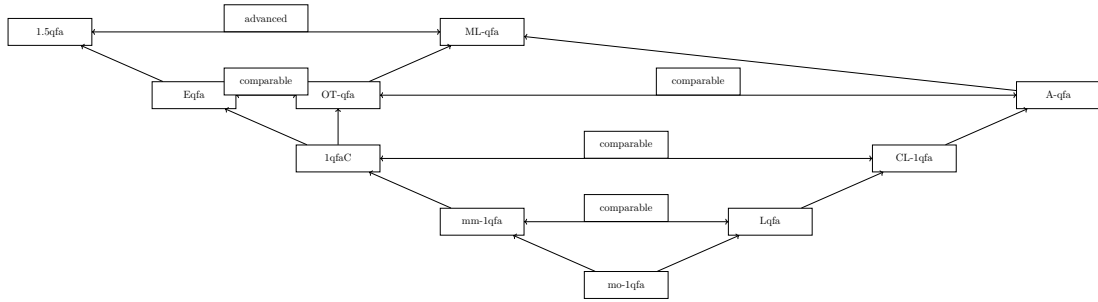 advanced
1.5qfa
ML-qfa
comparable
comparable
Eqfa
OT-qfa
A-qfa
comparable
1qfaC
CL-1qfa
comparable
mm-1qfa
Lqfa
mo-1qfa